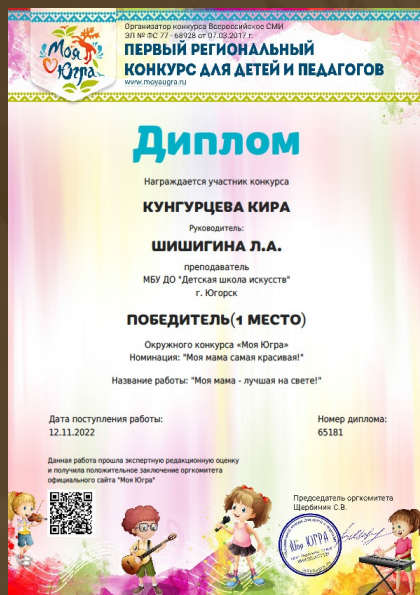 Организатор конкурса Всероссийское СМИ
ЭЛ № ФС 77 - 68928 от 07.03.2017 г.
ПЕРВЫЙ РЕГИОНАЛЬНЫЙ
КОНКУРС ДЛЯ ДЕТЕЙ И ПЕДАГОГОВ
www.moyaugra.ru
Моя
Югра
Диплом
Награждается участник конкурса
КУНГУРЦЕВА КИРА
Руководитель:
ШИШИГИНА Л.А.
преподаватель
МБУ ДО "Детская школа искусств"
г. Югорск
ПОБЕДИТЕЛЬ(1 МЕСТО)
Окружного конкурса «Моя Югра»
Номинация: "Моя мама самая красивая!"
Название работы: "Моя мама - лучшая на свете!"
Дата поступления работы:
12.11.2022
Номер диплома:
65181
Данная работа прошла экспертную редакционную оценку
и получила положительное заключение оргкомитета
официального сайта "Моя Югра"
Председатель оргкомитета
Щербинин С.В.
ЮГРА